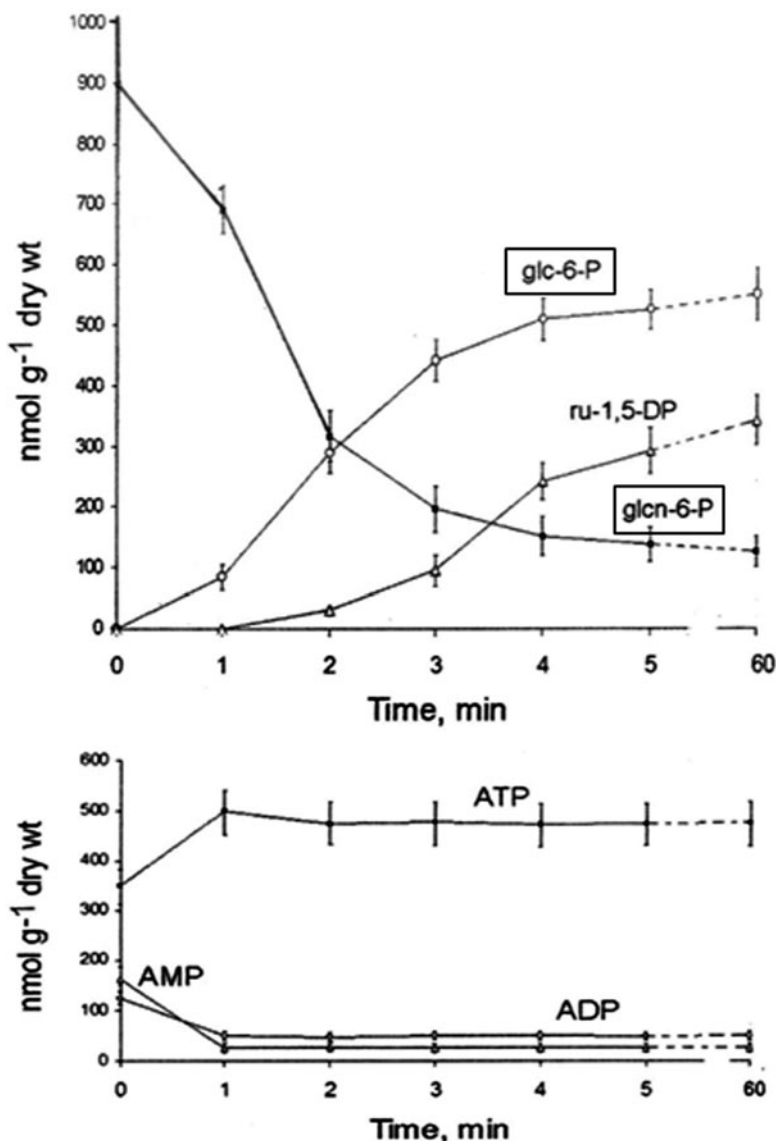 1000
900
800
700
600
500
400
300
200
100
0
nmol g⁻¹ dry wt
glc-6-P
ru-1,5-DP
glcn-6-P
0 1 2 3 4 5 60
Time, min
600
500
400
300
200
100
0
nmol g⁻¹ dry wt
ATP
AMP
ADP
0 1 2 3 4 5 60
Time, min